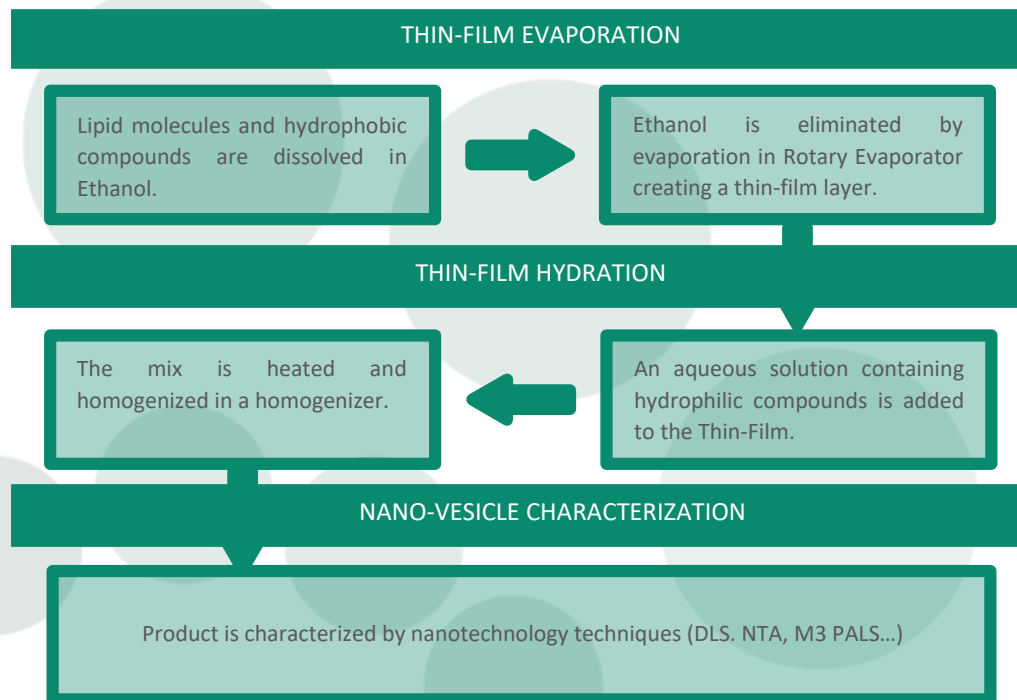 THIN-FILM EVAPORATION
Lipid molecules and hydrophobic
compounds are dissolved in
Ethanol.
Ethanol is eliminated by
evaporation in Rotary Evaporator
creating a thin-film layer.
THIN-FILM HYDRATION
An aqueous solution containing
hydrophilic compounds is added
to the Thin-Film.
The mix is heated and
homogenized in a homogenizer.
NANO-VESICLE CHARACTERIZATION
Product is characterized by nanotechnology techniques (DLS. NTA, M3 PALS…)